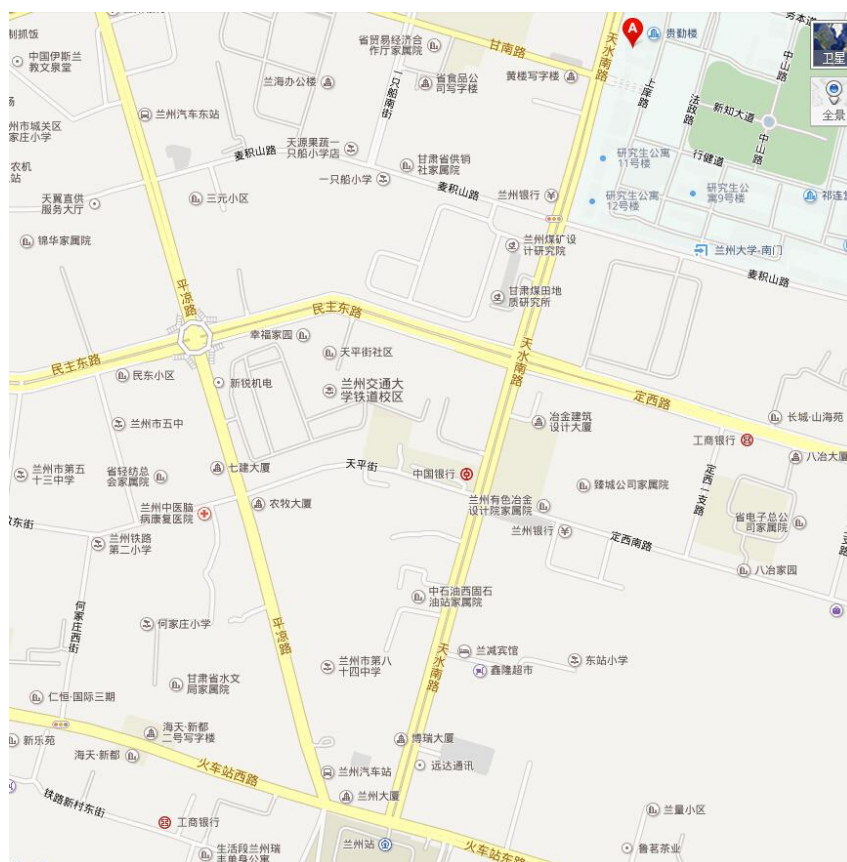 制抓饭
中国伊斯兰
教文泉堂
省贸易经济合
作厅家属院
甘南路
天水南路
A
贵勤楼
务本道
中山路
卫星
全景
兰海办公楼
一只船南街
省食品公
司写字楼
黄楼写字楼
上庠路
法政路
新知大道
中山路
场
兰州汽车东站
州市城关区
家庄小学
天源果蔬一
只船小学店
麦积山路
甘肃省供销
社家属院
研究生公寓
11号楼
行健道
农机
站
一只船小学
麦积山路
兰州银行
研究生公寓
12号楼
研究生公
寓9号楼
祁连
天翼直供
服务大厅
三元小区
锦华家属院
兰州煤矿设
计研究院
兰州大学-南门
麦积山路
平凉路
甘肃煤田地
质研究所
民主东路
幸福家园
天平街社区
天水南路
民主东路
民东小区
新锐机电
兰州交通大
学铁道校区
定西路
兰州市五中
冶金建筑
设计大厦
长城·山海苑
工商银行
八冶大厦
兰州市第五
十三中学
省轻纺总
会家属院
七建大厦
天平街
中国银行
臻城公司家属院
定西一支路
兰州中医脑
病康复医院
农牧大厦
兰州有色冶金
设计院家属院
省电子总公
司家属院
东街
兰州银行
定西南路
支路
兰州铁路
第二小学
八冶家园
何家庄西街
何家庄小学
平凉路
中石油西固石
油站家属院
天水南路
兰减宾馆
鑫隆超市
东站小学
兰州市第八
十四中学
甘肃省水文
局家属院
仁恒·国际三期
新乐苑
海天·新都
二号写字楼
海天·新都
博瑞大厦
远达通讯
火车站西路
兰州汽车站
兰州大厦
铁路新村东街
工商银行
兰量小区
生活段兰州瑞
丰单身公寓
兰州站
火车站东路
鲁茗茶业